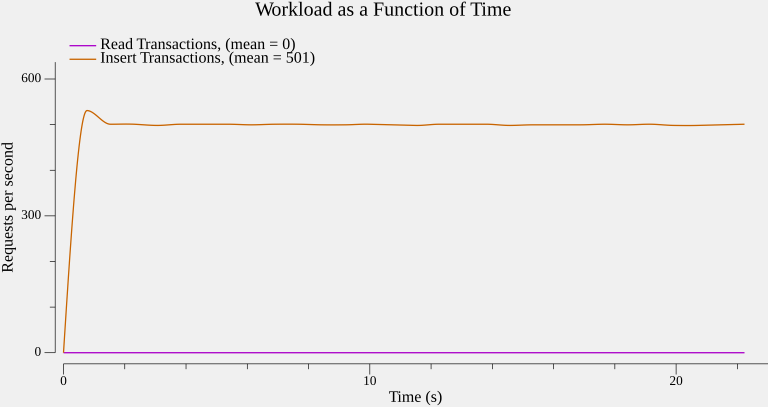 Workload as a Function of Time
Read Transactions, (mean = 0)
Insert Transactions, (mean = 501)
600
300
0
Requests per second
0
10
20
Time (s)